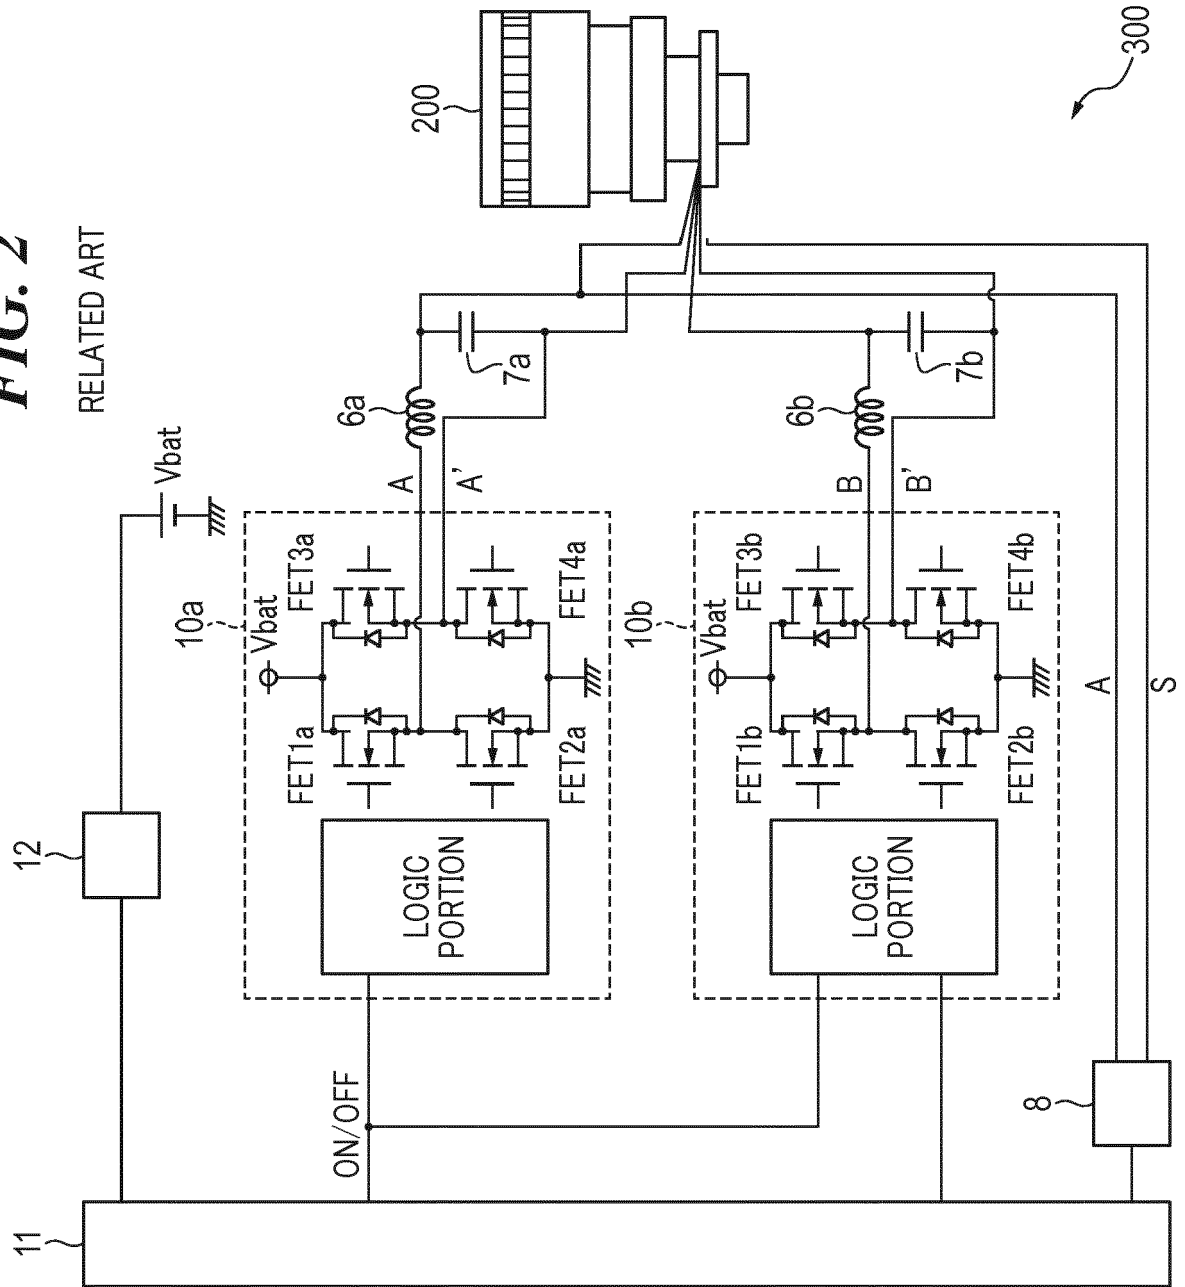 FIG. 2
RELATED ART
300
200
Vbat
12
10a
Vbat
FET1a
FET3a
FET2a
FET4a
LOGIC
PORTION
A
A'
6a
7a
10b
Vbat
FET1b
FET3b
FET2b
FET4b
LOGIC
PORTION
B
B'
6b
7b
ON/OFF
A
S
8
11